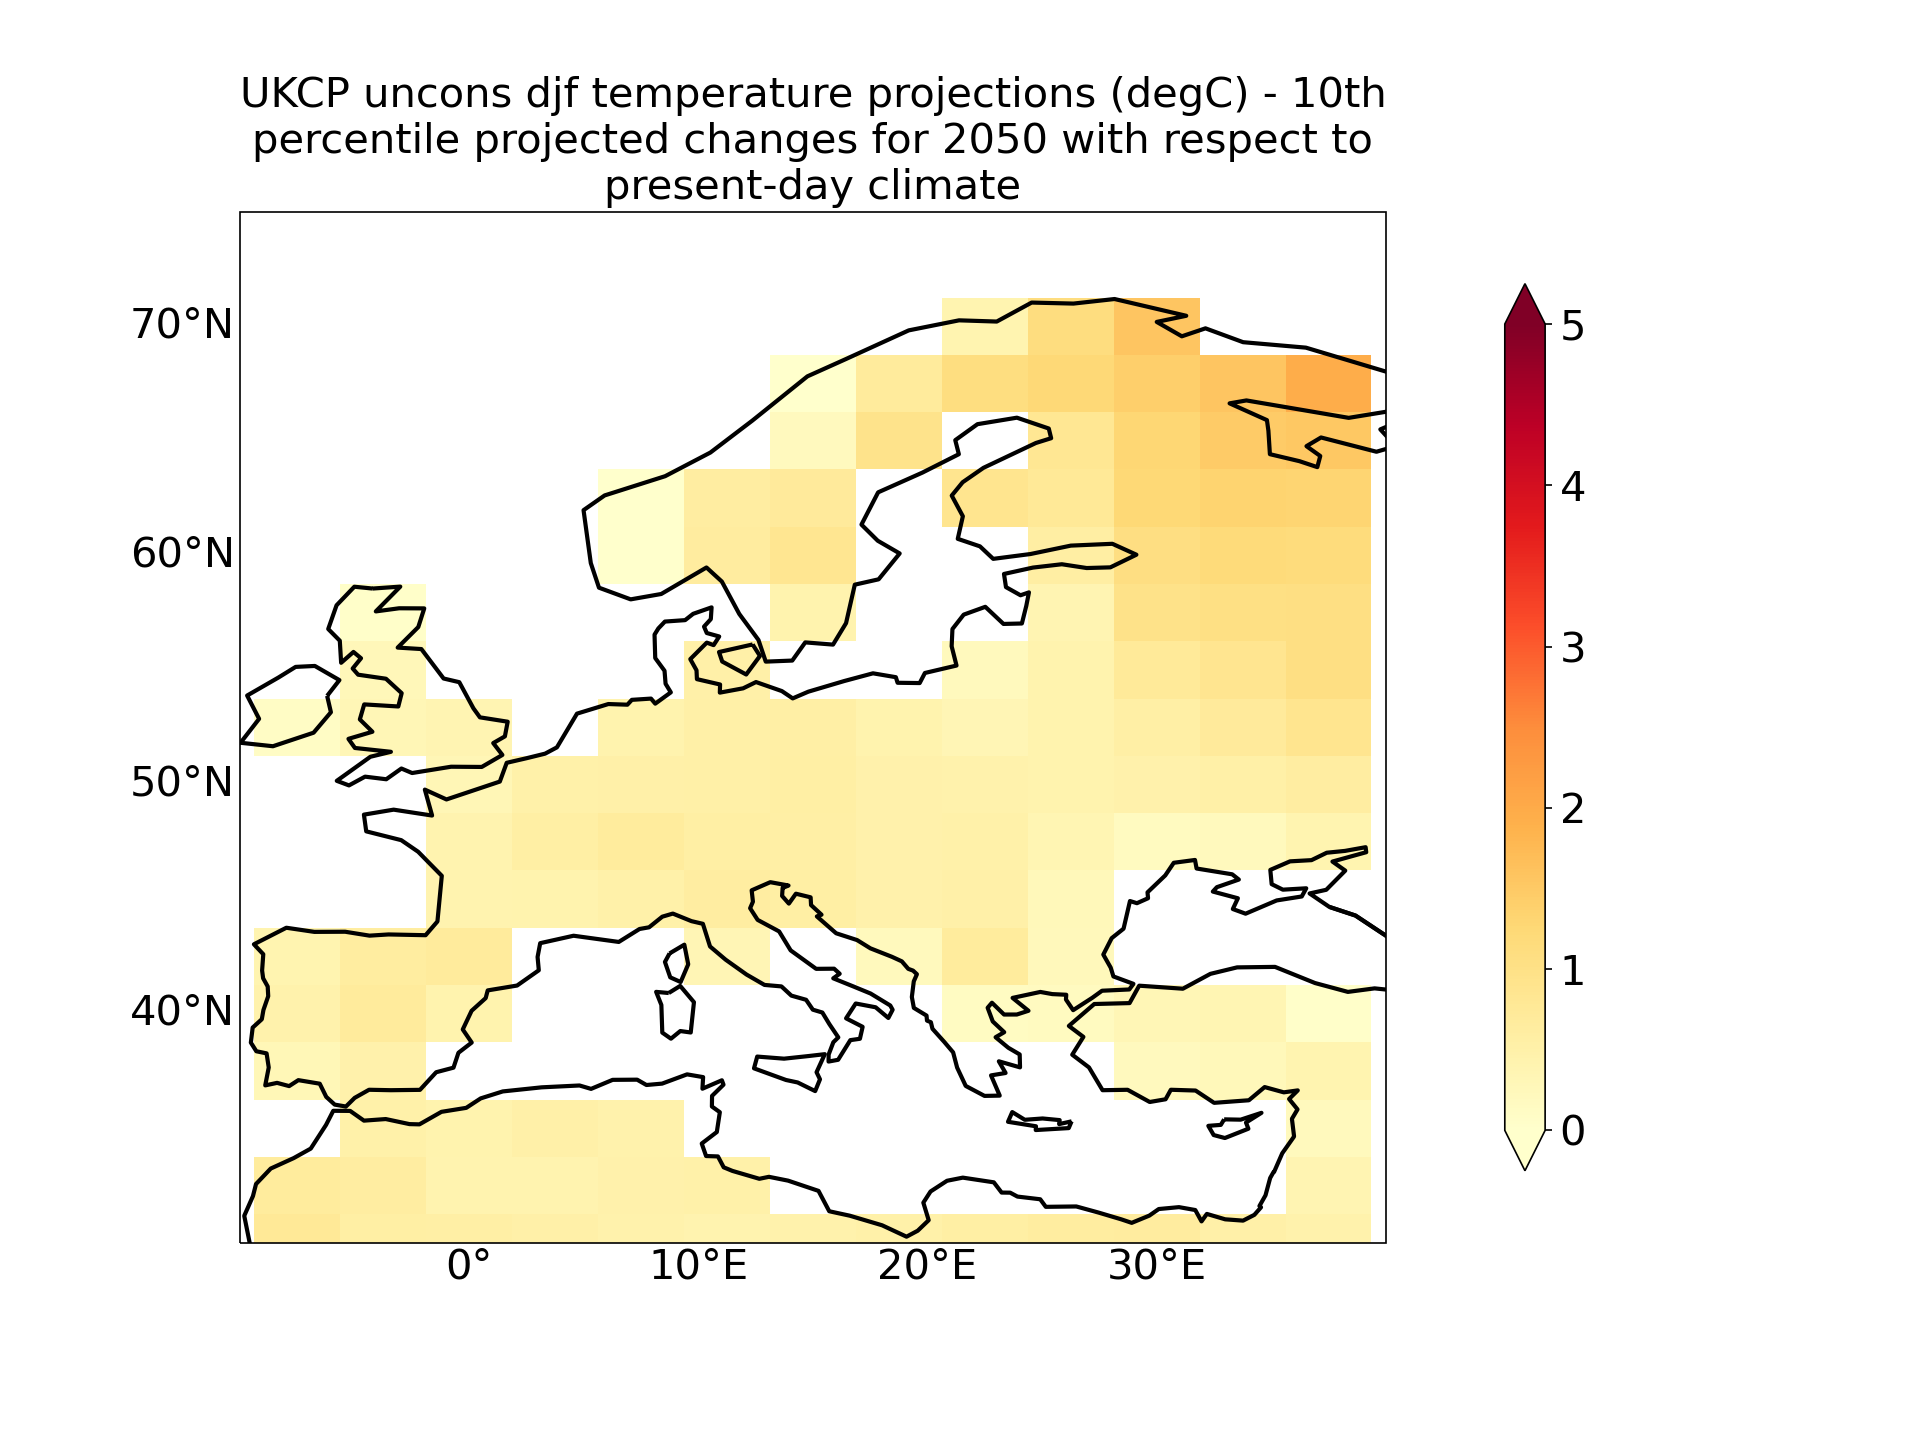 UKCP uncons djf temperature projections (degC) - 10th
percentile projected changes for 2050 with respect to
present-day climate
70°N
60°N
50°N
40°N
0°
10°E
20°E
30°E
5
4
3
2
1
0